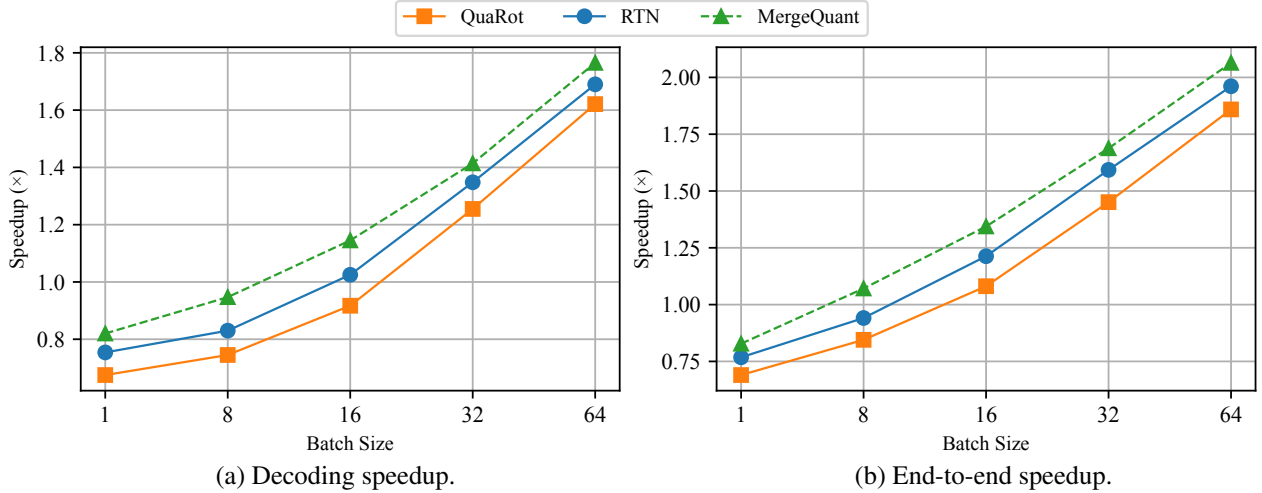 QuaRot RTN MergeQuant
1.8
1.6
1.4
1.2
1.0
0.8
Speedup (×)
1 8 16 32 64
Batch Size
(a) Decoding speedup.
2.00
1.75
1.50
1.25
1.00
0.75
Speedup (×)
1 8 16 32 64
Batch Size
(b) End-to-end speedup.